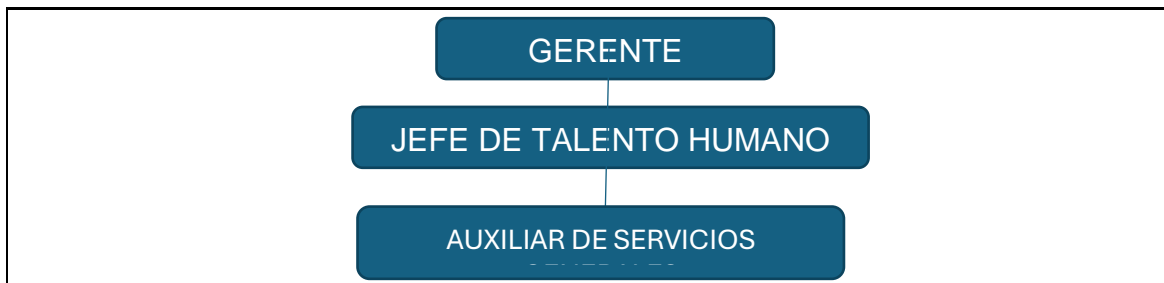 GERENTE
JEFE DE TALENTO HUMANO
AUXILIAR DE SERVICIOS